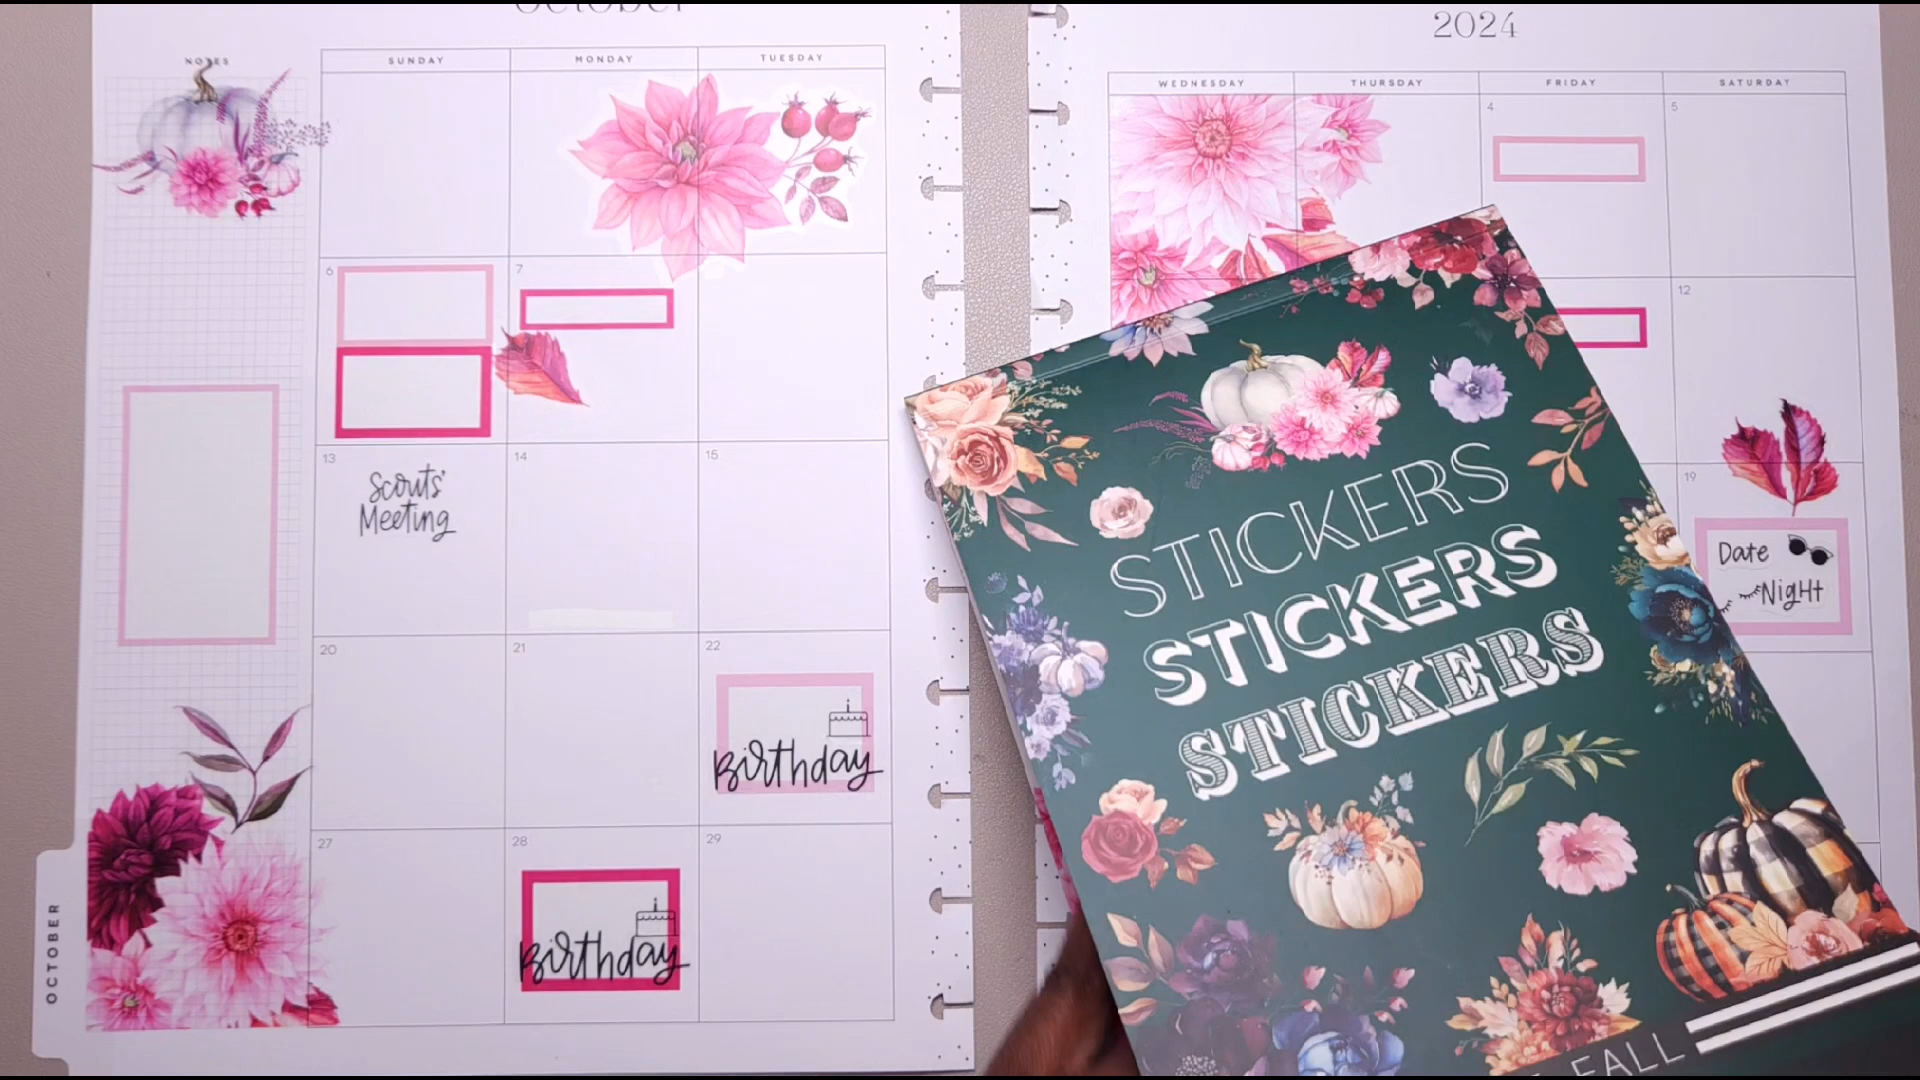 October
2024
NOTES
SUNDAY
MONDAY
TUESDAY
WEDNESDAY
THURSDAY
FRIDAY
SATURDAY
4
5
6
7
12
13
Scouts'
Meeting
14
15
19
Date
Night
20
21
22
Birthday
27
28
Birthday
29
OCTOBER
STICKERS
STICKERS
STICKERS
FALL